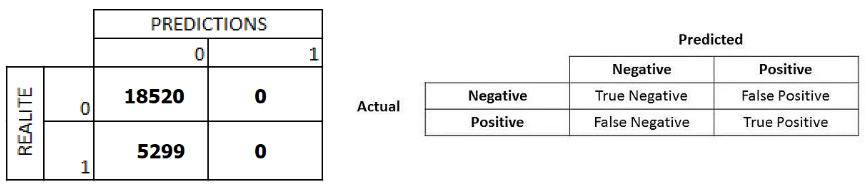 PREDICTIONS
0 1
REALITE
0 18520 0
1 5299 0
Predicted
Negative Positive
Actual
Negative True Negative False Positive
Positive False Negative True Positive